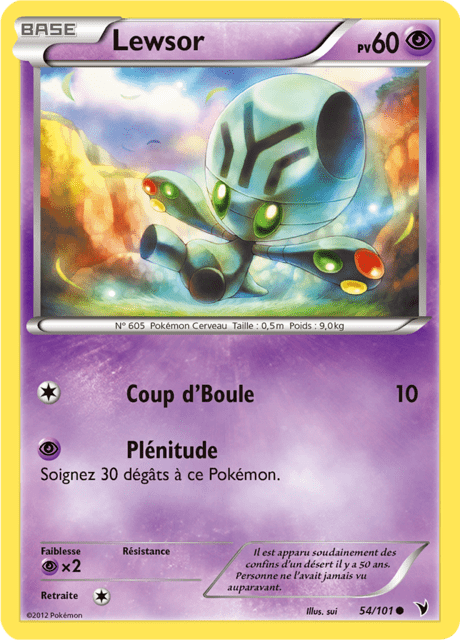 BASE
Lewsor
PV60
N° 605 Pokémon Cerveau Taille : 0,5m Poids : 9,0kg
Coup d'Boule 10
Plénitude
Soignez 30 dégâts à ce Pokémon.
Faiblesse
×2
Résistance
Retraite
Il est apparu soudainement des
confins d'un désert il y a 50 ans.
Personne ne l'avait jamais vu
auparavant.
©2012 Pokémon
Illus. sui
54/101